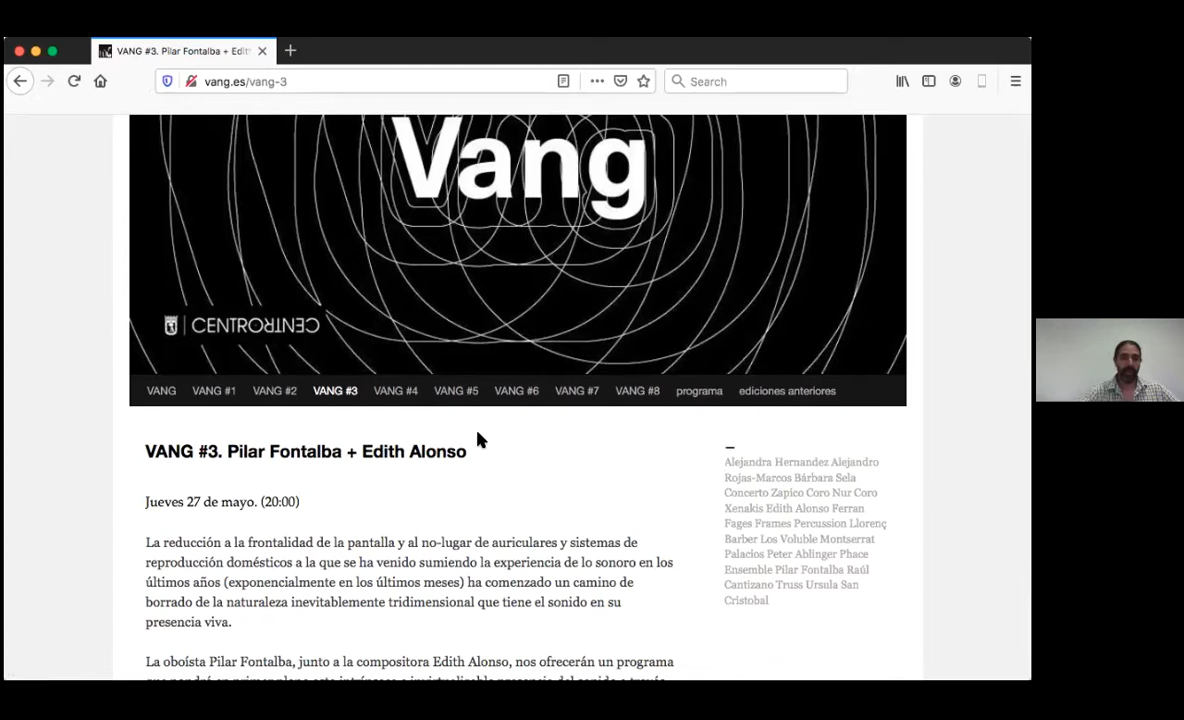 VANG #3. Pilar Fontalba + Edit
vang.es/vang-3
Search
Vang
CENTROCENTRO
VANG VANG #1 VANG #2 VANG #3 VANG #4 VANG #5 VANG #6 VANG #7 VANG #8 programa ediciones anteriores
VANG #3. Pilar Fontalba + Edith Alonso
Jueves 27 de mayo. (20:00)
La reducción a la frontalidad de la pantalla y al no-lugar de auriculares y sistemas de
reproducción domésticos a la que se ha venido sumiendo la experiencia de lo sonoro en los
últimos años (exponencialmente en los últimos meses) ha comenzado un camino de
borrado de la naturaleza inevitablemente tridimensional que tiene el sonido en su
presencia viva.
La oboísta Pilar Fontalba, junto a la compositora Edith Alonso, nos ofrecerán un programa
Alejandra Hernandez Alejandro
Rojas-Marcos Bárbara Sela
Concerto Zapico Coro Nur Coro
Xenakis Edith Alonso Ferran
Fages Frames Percussion Llorenç
Barber Los Voluble Montserrat
Palacios Peter Ablinger Phace
Ensemble Pilar Fontalba Raúl
Cantizano Truss Ursula San
Cristobal